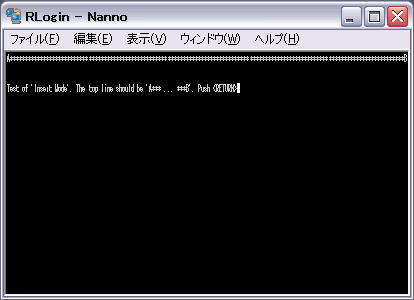 RLogin - Nanno
ファイル(F) 編集(E) 表示(V) ウィンドウ(W) ヘルプ(H)
Test of 'Insert Mode'. The top line should be 'A*** ... ***B'. Push <RETURN>